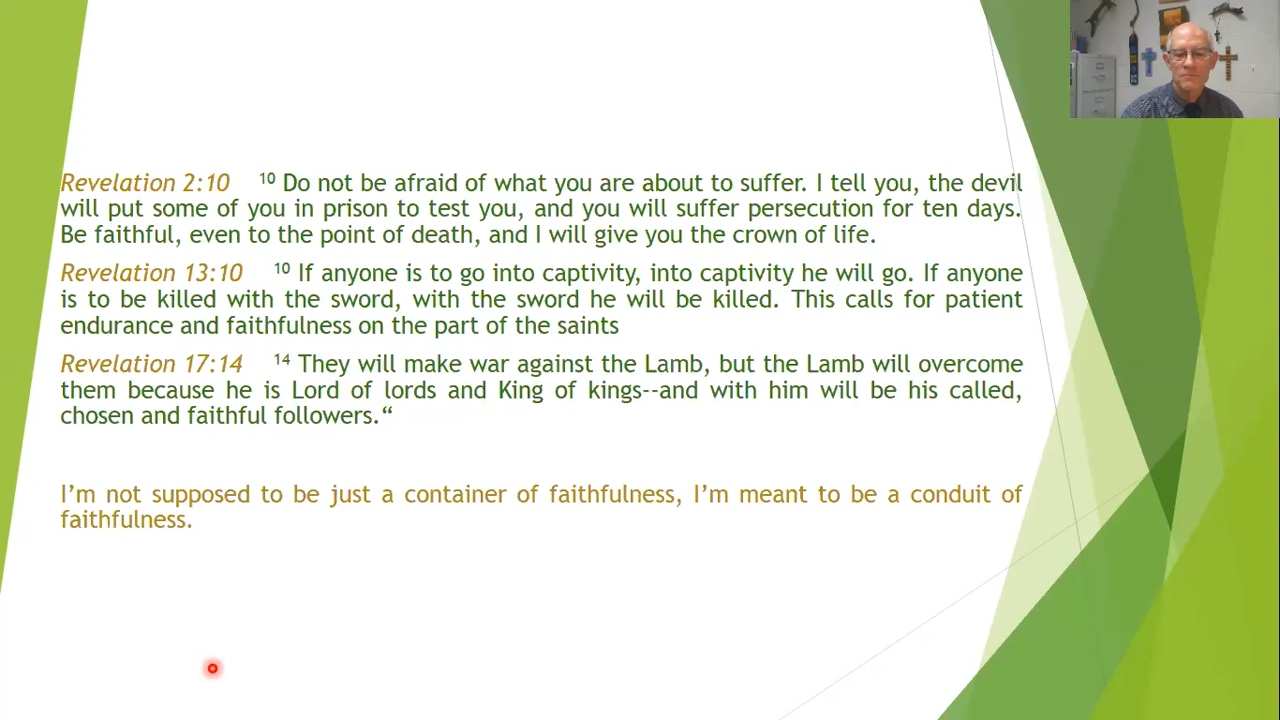 Revelation 2:10 10 Do not be afraid of what you are about to suffer. I tell you, the devil
will put some of you in prison to test you, and you will suffer persecution for ten days.
Be faithful, even to the point of death, and I will give you the crown of life.
Revelation 13:10 10 If anyone is to go into captivity, into captivity he will go. If anyone
is to be killed with the sword, with the sword he will be killed. This calls for patient
endurance and faithfulness on the part of the saints
Revelation 17:14 14 They will make war against the Lamb, but the Lamb will overcome
them because he is Lord of lords and King of kings--and with him will be his called,
chosen and faithful followers.“
I’m not supposed to be just a container of faithfulness, I’m meant to be a conduit of
faithfulness.